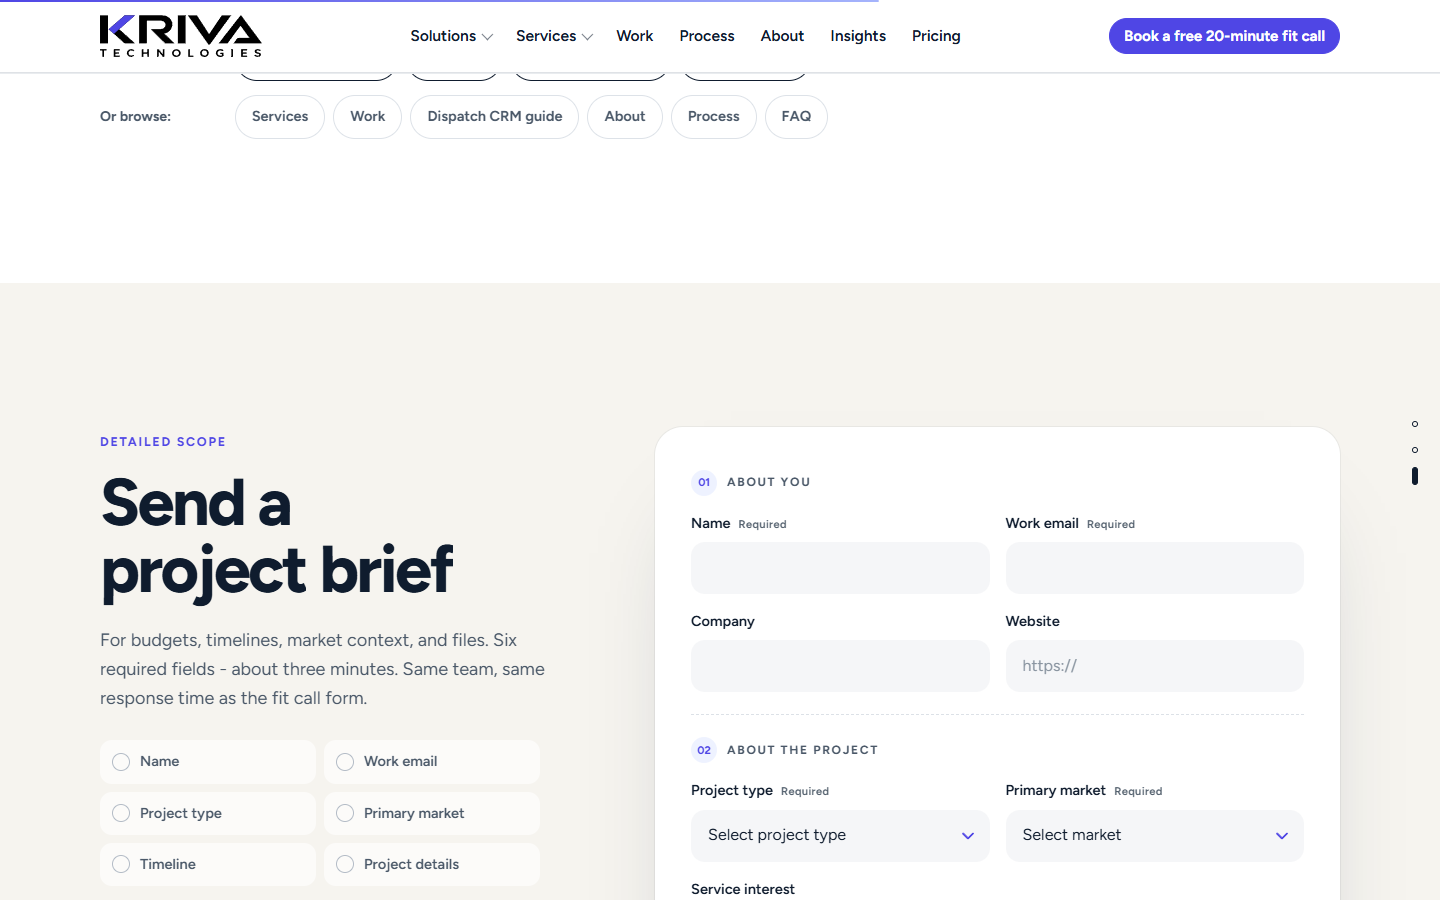 KRIVA
TECHNOLOGIES
Solutions Services Work Process About Insights Pricing
Book a free 20-minute fit call
Or browse: Services Work Dispatch CRM guide About Process FAQ
DETAILED SCOPE
Send a
project brief
For budgets, timelines, market context, and files. Six
required fields - about three minutes. Same team, same
response time as the fit call form.
Name Work email
Project type Primary market
Timeline Project details
01 ABOUT YOU
Name Required Work email Required
Company Website
https://
02 ABOUT THE PROJECT
Project type Required Primary market Required
Select project type Select market
Service interest